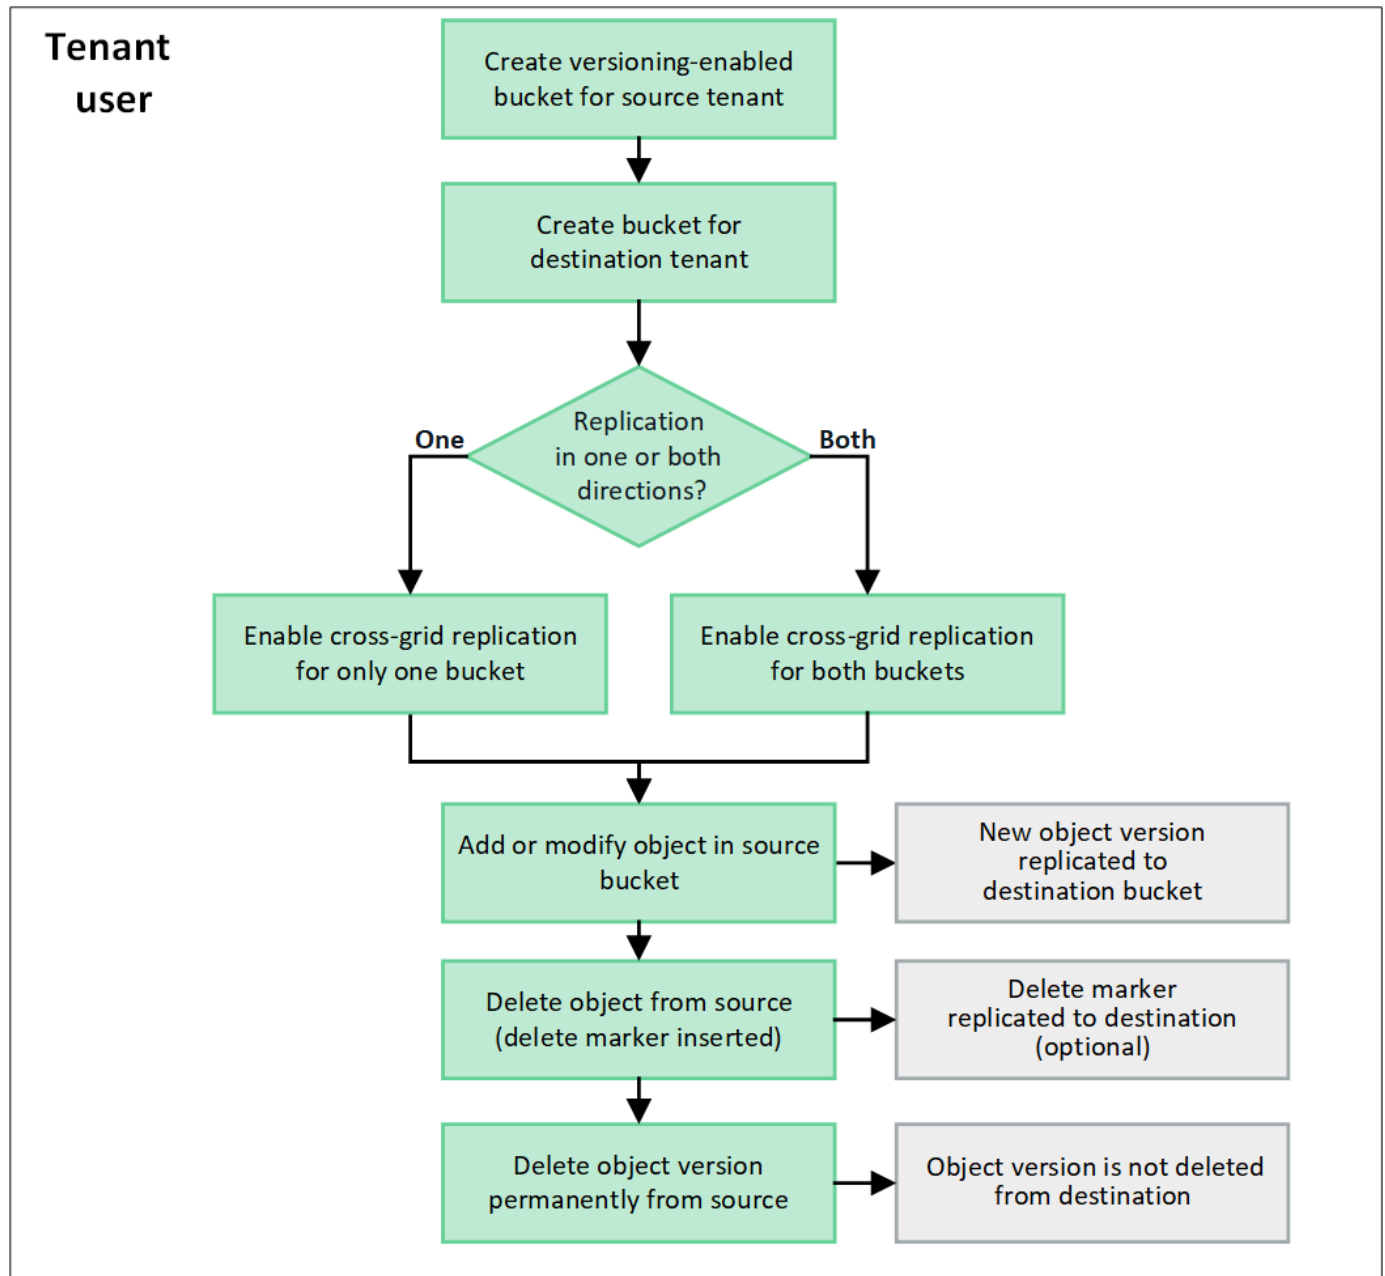 Tenant
user
Create versioning-enabled
bucket for source tenant
Create bucket for
destination tenant
Replication
in one or both
directions?
One
Both
Enable cross-grid replication
for only one bucket
Enable cross-grid replication
for both buckets
Add or modify object in source
bucket
New object version
replicated to
destination bucket
Delete object from source
(delete marker inserted)
Delete marker
replicated to destination
(optional)
Delete object version
permanently from source
Object version is not deleted
from destination